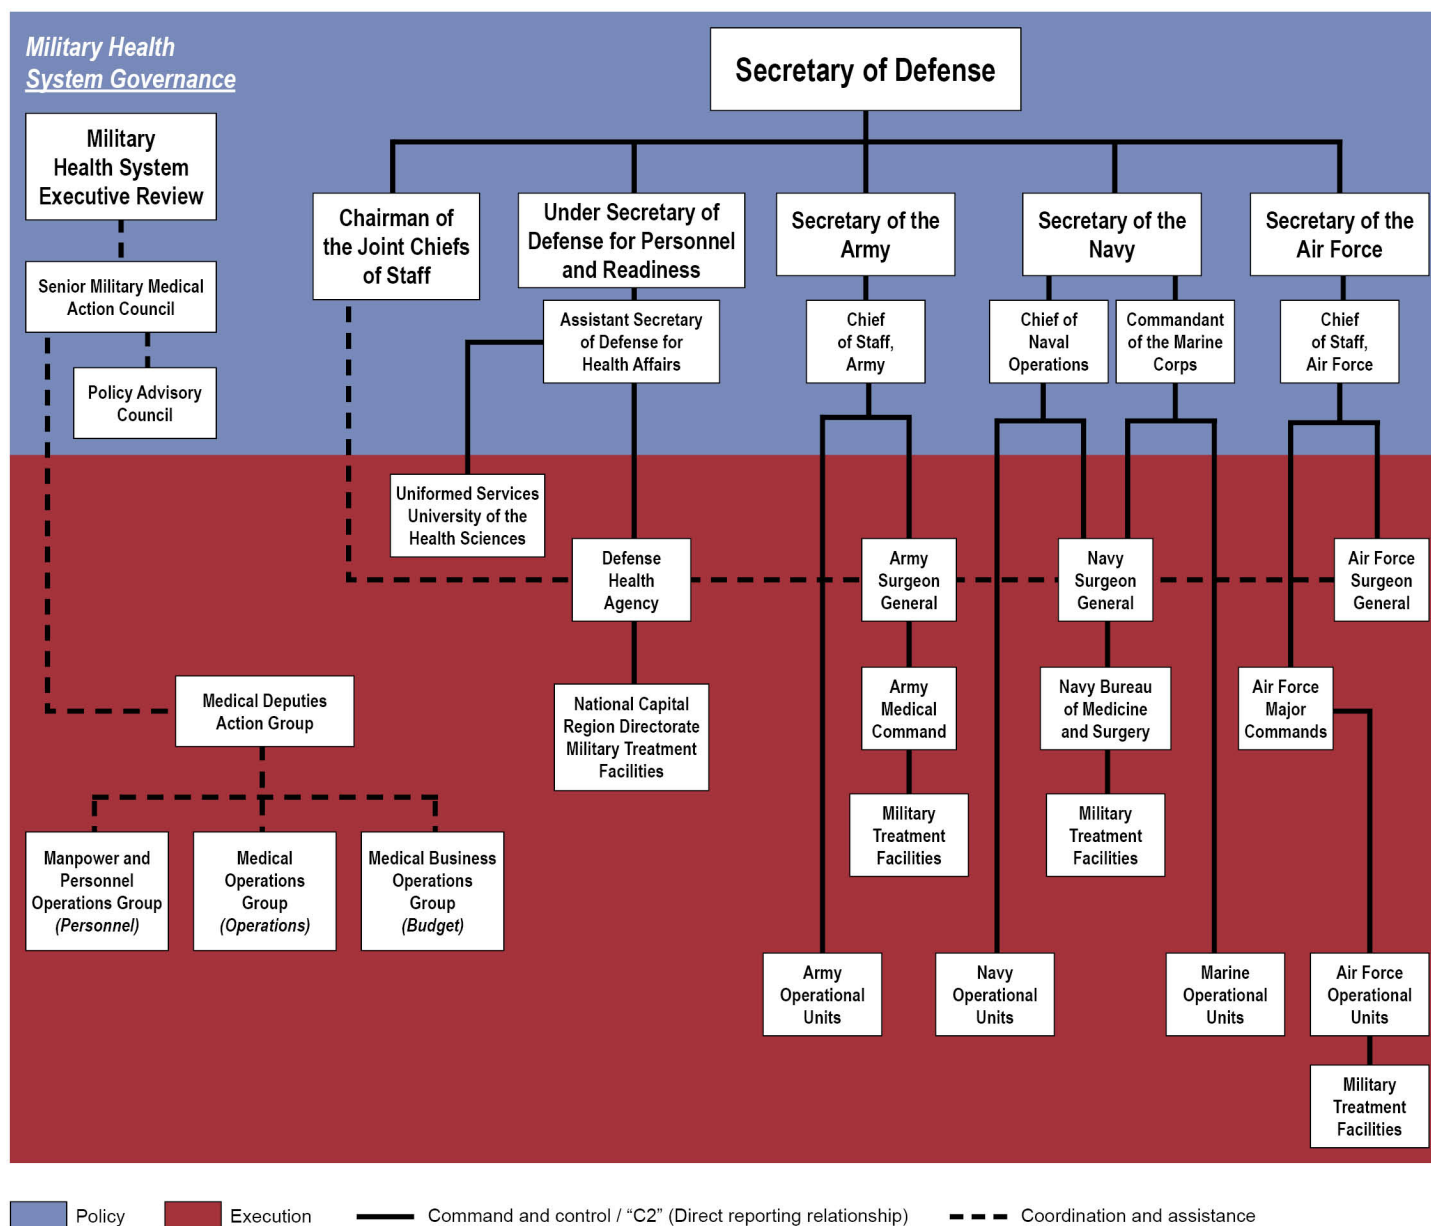 Military Health
System Governance
Military
Health System
Executive Review
Senior Military Medical
Action Council
Policy Advisory
Council
Secretary of Defense
Chairman of
the Joint Chiefs
of Staff
Under Secretary of
Defense for Personnel
and Readiness
Secretary of the
Army
Secretary of the
Navy
Secretary of the
Air Force
Assistant Secretary
of Defense for
Health Affairs
Chief
of Staff,
Army
Chief of
Naval
Operations
Commandant
of the Marine
Corps
Chief
of Staff,
Air Force
Uniformed Services
University of the
Health Sciences
Defense
Health
Agency
Army
Surgeon
General
Navy
Surgeon
General
Air Force
Surgeon
General
Medical Deputies
Action Group
National Capital
Region Directorate
Military Treatment
Facilities
Army
Medical
Command
Navy Bureau
of Medicine
and Surgery
Air Force
Major
Commands
Manpower and
Personnel
Operations Group
(Personnel)
Medical
Operations
Group
(Operations)
Medical Business
Operations
Group
(Budget)
Military
Treatment
Facilities
Military
Treatment
Facilities
Army
Operational
Units
Navy
Operational
Units
Marine
Operational
Units
Air Force
Operational
Units
Military
Treatment
Facilities
Policy
Execution
Command and control / “C2” (Direct reporting relationship)
Coordination and assistance